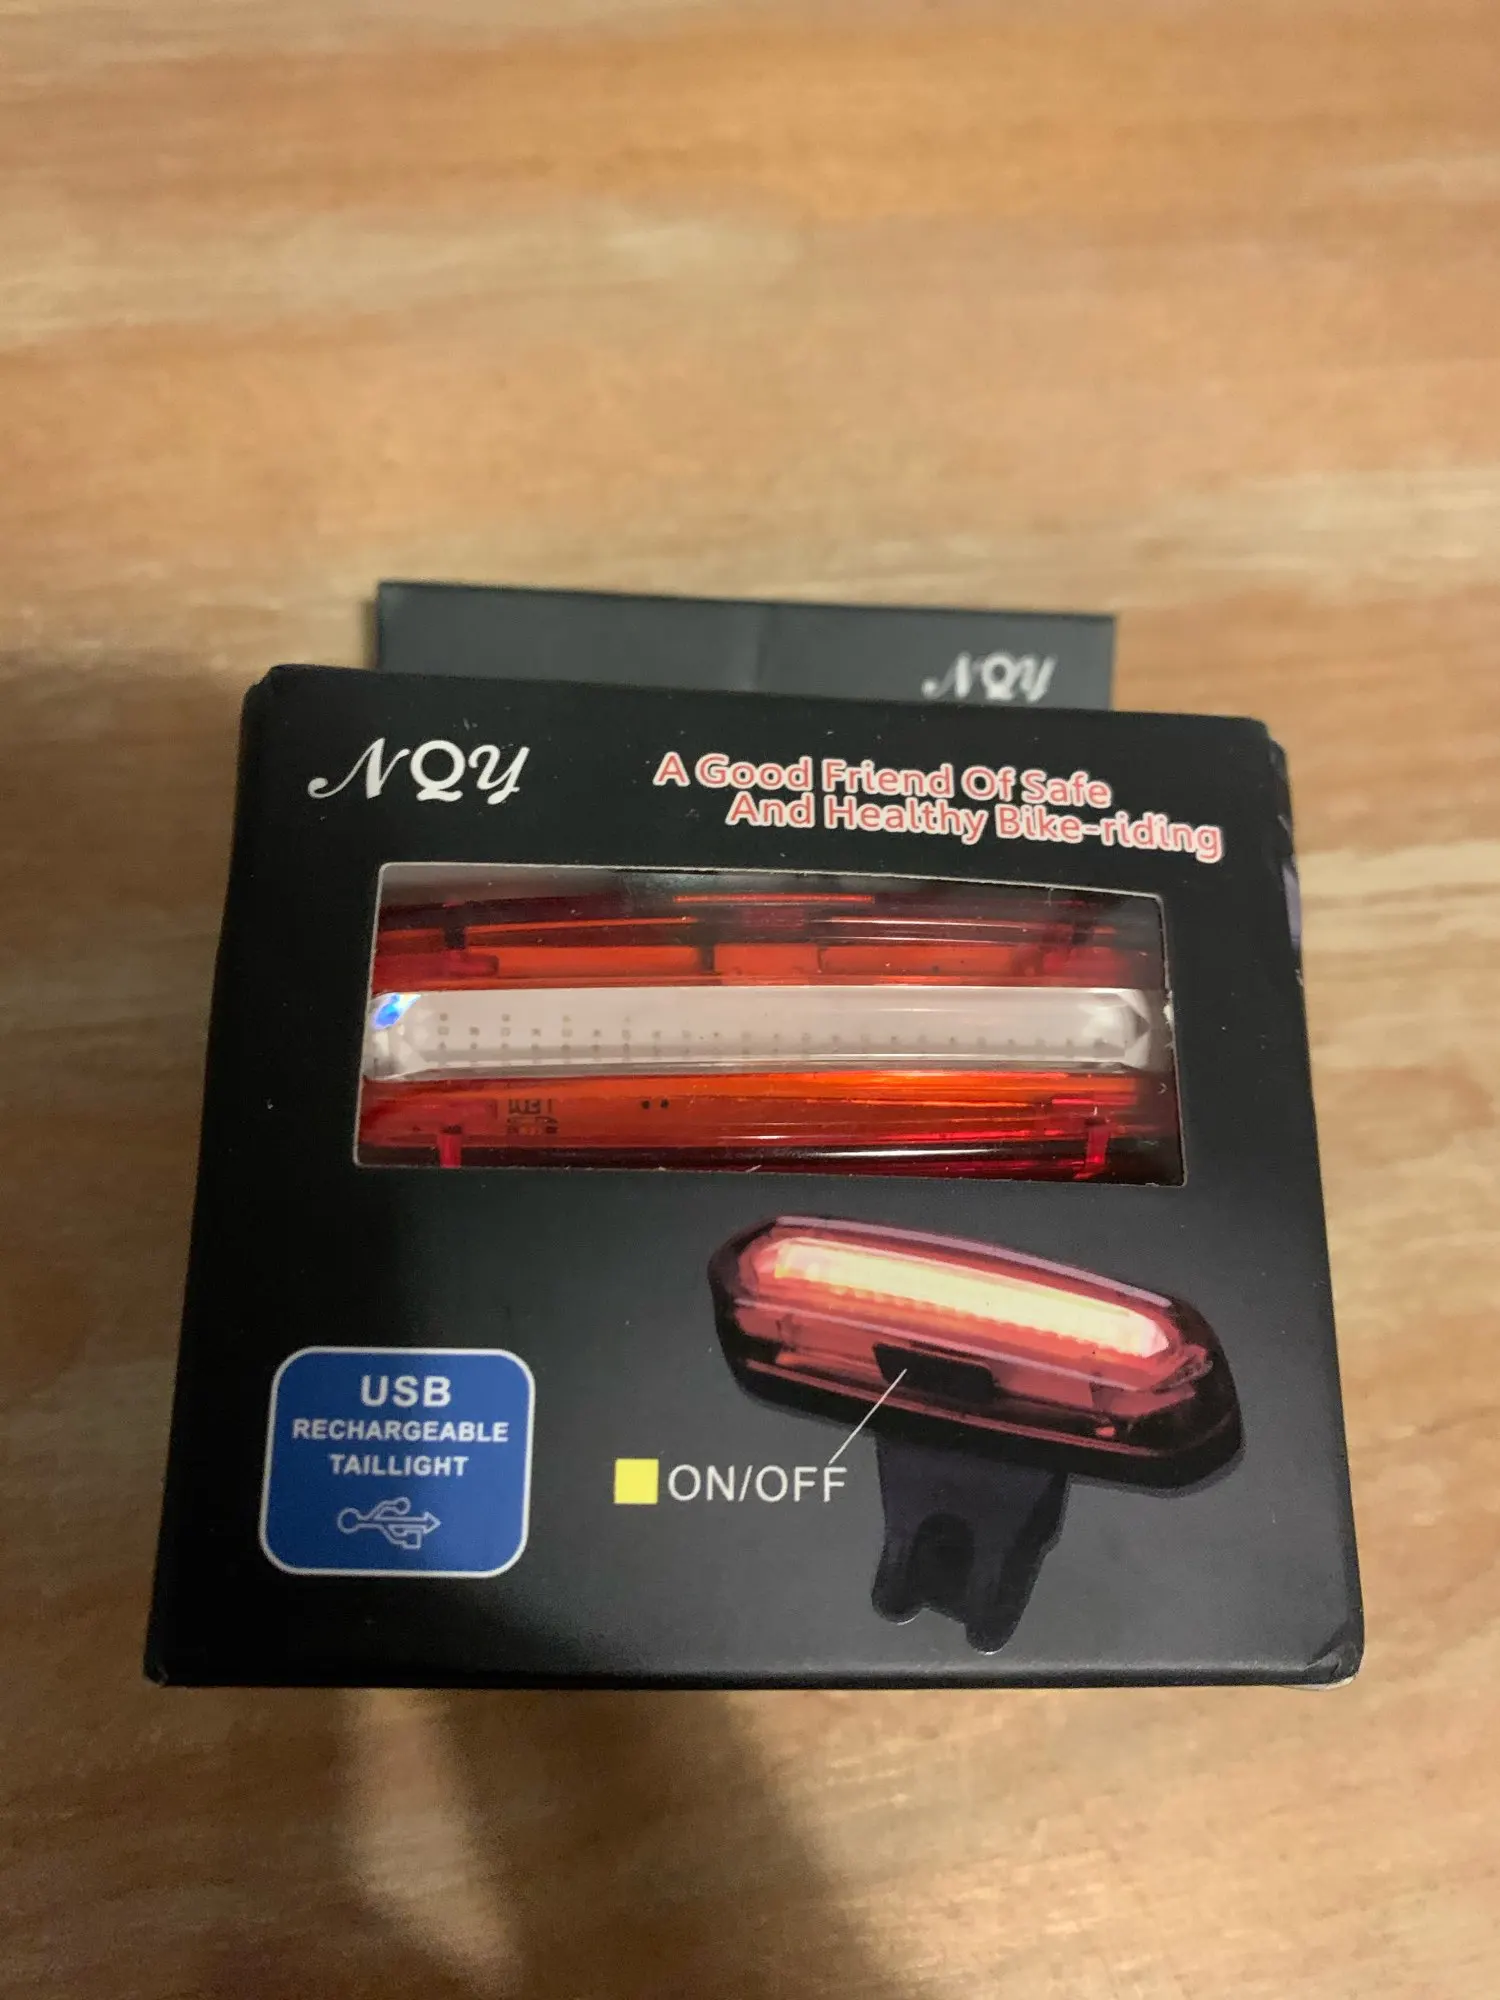 NQY
NQY
A Good Friend Of Safe
And Healthy Bike-riding
USB
RECHARGEABLE
TAILLIGHT
ON/OFF